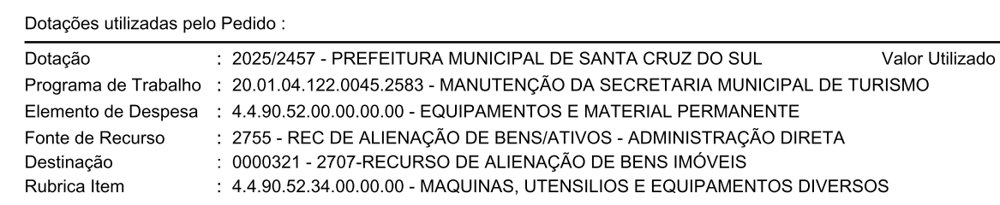 Dotações utilizadas pelo Pedido :
Dotação : 2025/2457 - PREFEITURA MUNICIPAL DE SANTA CRUZ DO SUL Valor Utilizado
Programa de Trabalho : 20.01.04.122.0045.2583 - MANUTENÇÃO DA SECRETARIA MUNICIPAL DE TURISMO
Elemento de Despesa : 4.4.90.52.00.00.00.00 - EQUIPAMENTOS E MATERIAL PERMANENTE
Fonte de Recurso : 2755 - REC DE ALIENAÇÃO DE BENS/ATIVOS - ADMINISTRAÇÃO DIRETA
Destinação : 0000321 - 2707-RECURSO DE ALIENAÇÃO DE BENS IMÓVEIS
Rubrica Item : 4.4.90.52.34.00.00.00 - MAQUINAS, UTENSILIOS E EQUIPAMENTOS DIVERSOS